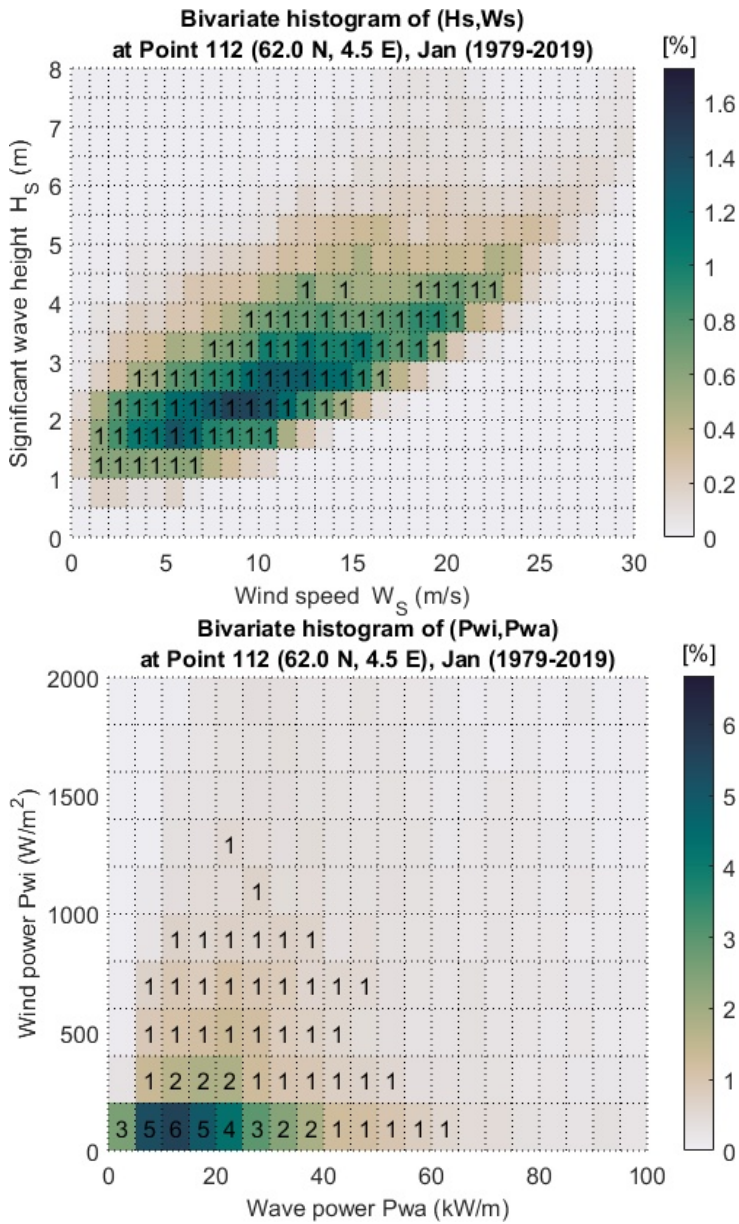 Bivariate histogram of (Hs,Ws)
at Point 112 (62.0 N, 4.5 E), Jan (1979-2019)
[%]
8
7
6
5
4
3
2
1
0
Significant wave height H_S (m)
1 1 1 1 1 1 1
1 1 1 1 1 1 1 1 1 1 1 1
1 1 1 1 1 1 1 1 1 1 1 1 1
1 1 1 1 1 1 1 1 1 1 1 1 1 1
1 1 1 1 1 1 1 1 1 1 1 1 1
1 1 1 1 1 1 1 1 1 1
1 1 1 1 1 1
0 5 10 15 20 25 30
Wind speed W_S (m/s)
1.6
1.4
1.2
1
0.8
0.6
0.4
0.2
0
Bivariate histogram of (Pwi,Pwa)
at Point 112 (62.0 N, 4.5 E), Jan (1979-2019)
[%]
2000
1500
1000
500
0
Wind power Pwi (W/m²)
1
1
1 1 1 1 1 1
1 1 1 1 1 1 1 1 1
1 1 1 1 1 1 1 1
1 2 2 2 1 1 1 1 1 1
3 5 6 5 4 3 2 2 1 1 1 1 1
0 20 40 60 80 100
Wave power Pwa (kW/m)
6
5
4
3
2
1
0